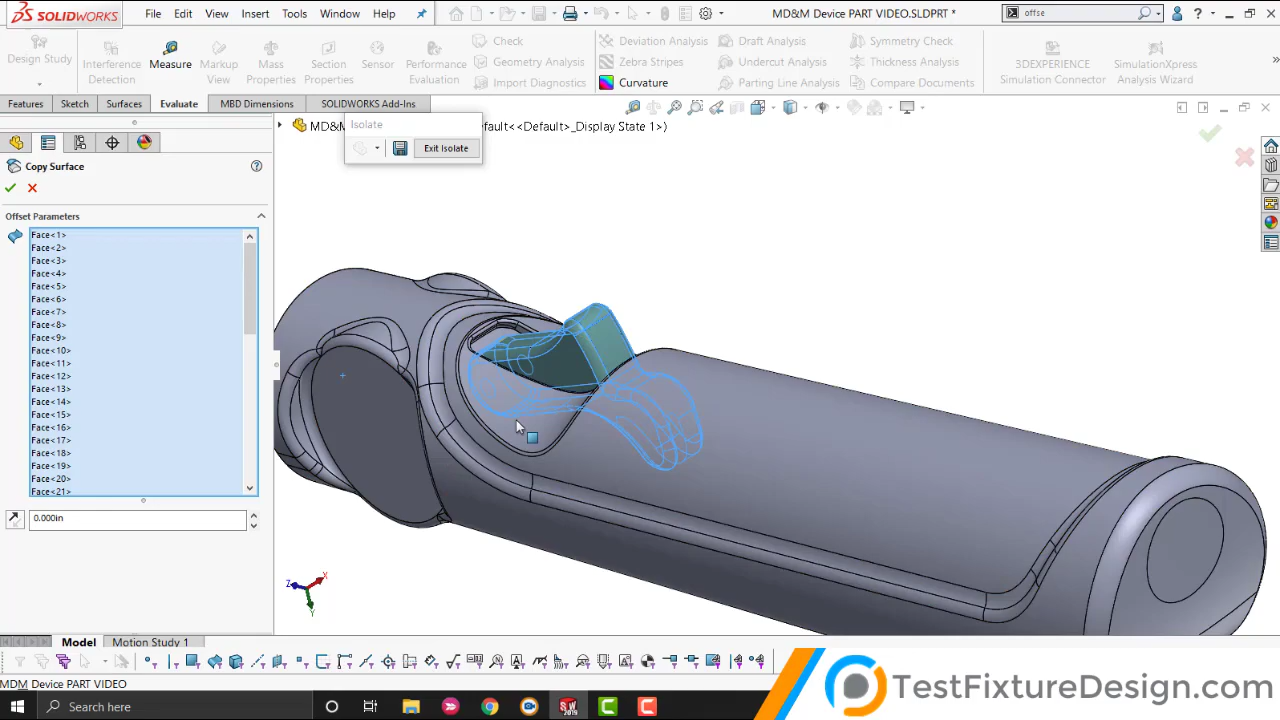 SOLIDWORKS
File Edit View Insert Tools Window Help
MD&M Device PART VIDEO.SLDPRT *
offse
Design Study
Interference Detection
Measure
Markup View
Mass Properties
Section Properties
Sensor
Performance Evaluation
Check
Geometry Analysis
Import Diagnostics
Deviation Analysis
Zebra Stripes
Curvature
Draft Analysis
Undercut Analysis
Parting Line Analysis
Symmetry Check
Thickness Analysis
Compare Documents
3DEXPERIENCE Simulation Connector
SimulationXpress Analysis Wizard
Features Sketch Surfaces Evaluate MBD Dimensions SOLIDWORKS Add-Ins
Isolate
Exit Isolate
MD&M
efault<<Default>_Display State 1>)
Copy Surface
Offset Parameters
Face<1>
Face<2>
Face<3>
Face<4>
Face<5>
Face<6>
Face<7>
Face<8>
Face<9>
Face<10>
Face<11>
Face<12>
Face<13>
Face<14>
Face<15>
Face<16>
Face<17>
Face<18>
Face<19>
Face<20>
Face<21>
0.000in
Z X Y
Model Motion Study 1
MDM Device PART VIDEO
Search here
SW 2019
TestFixtureDesign.com